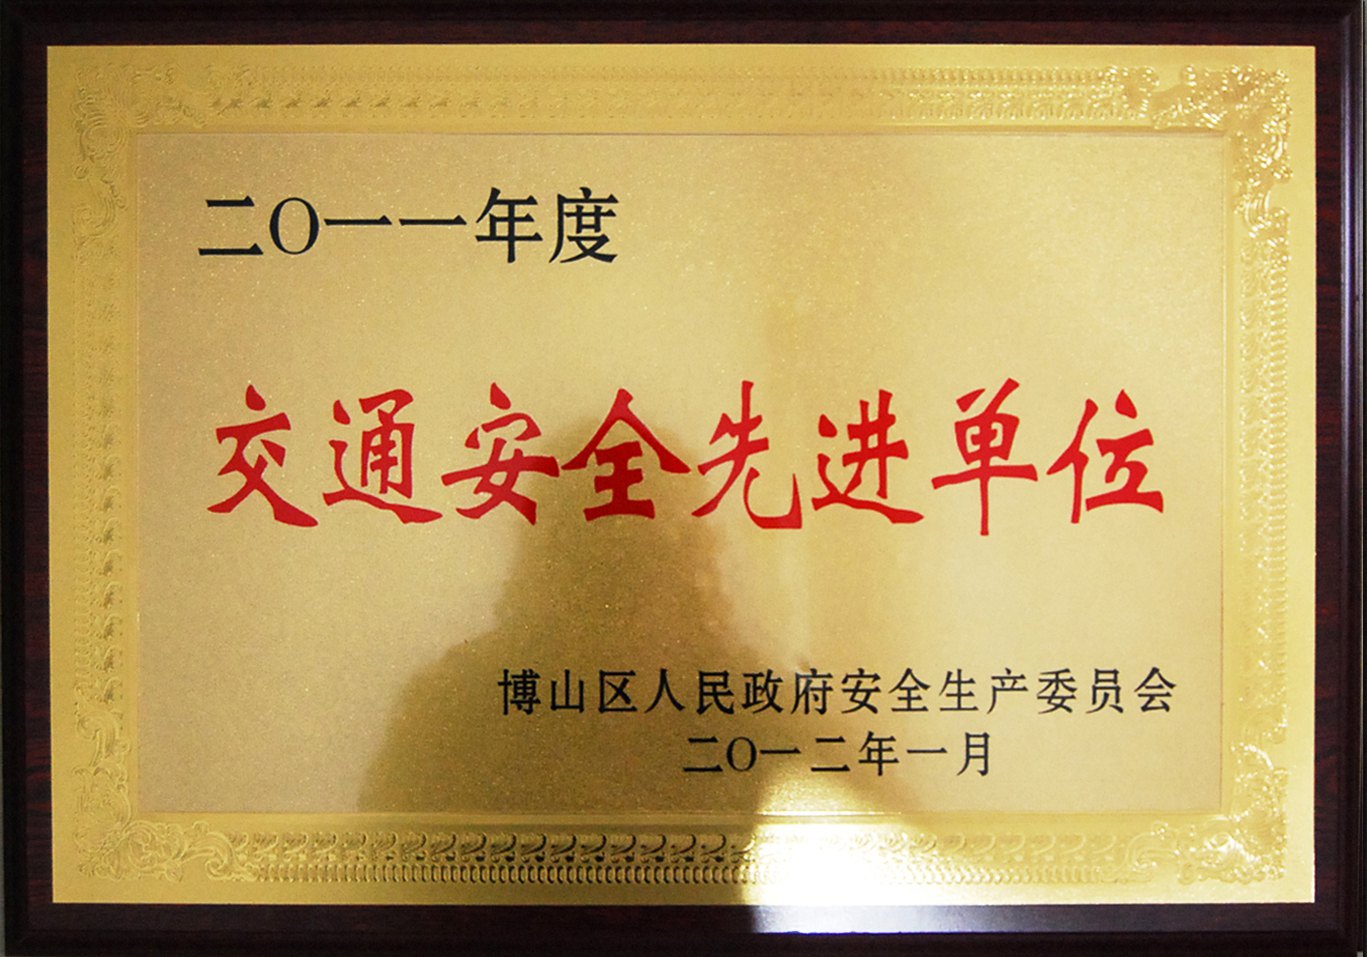 二〇一一年度
交通安全先进单位
博山区人民政府安全生产委员会
二〇一二年一月